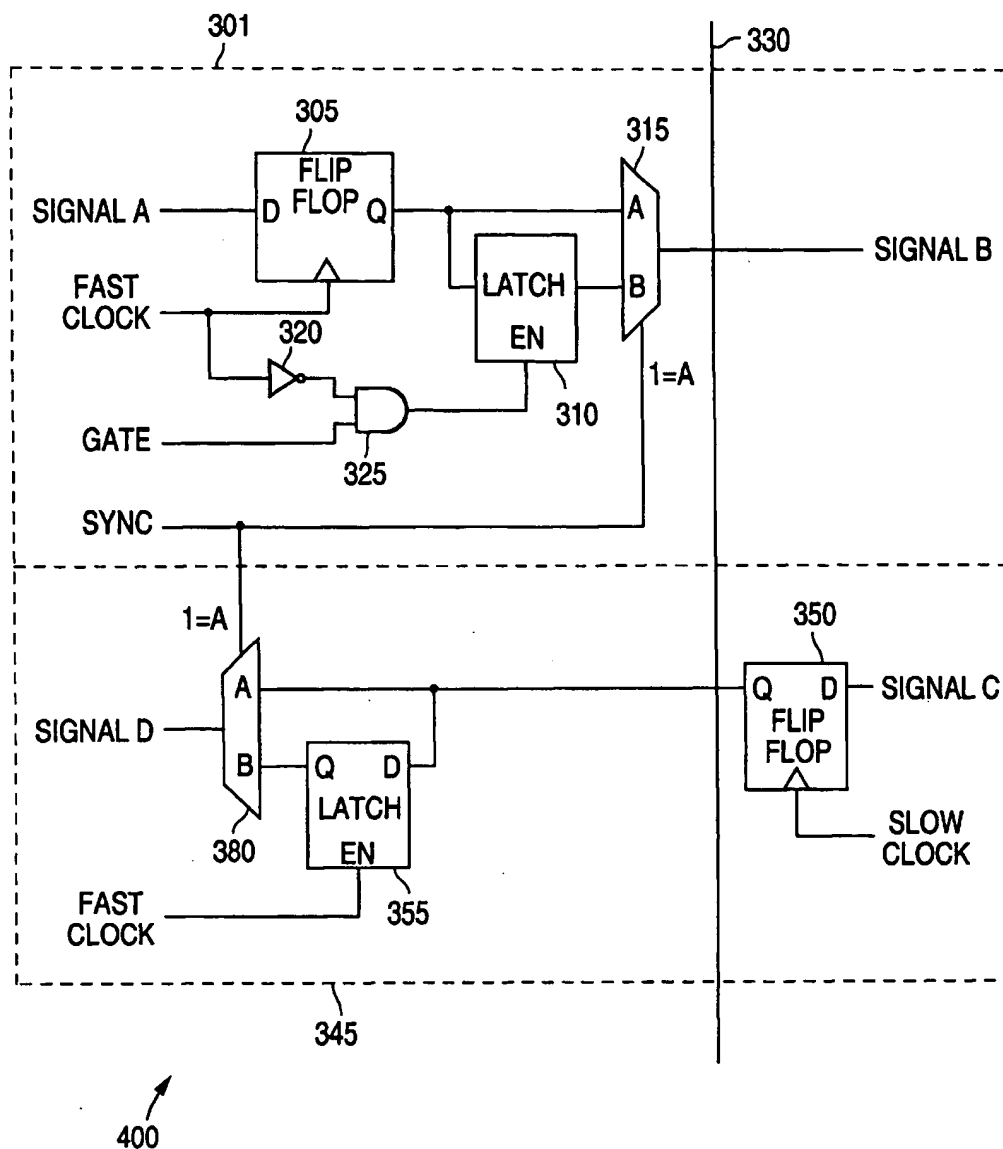 301
330
305
315
FLIP
FLOP
SIGNAL A
D
Q
A
SIGNAL B
FAST
CLOCK
LATCH
B
EN
320
1=A
310
GATE
325
SYNC
1=A
350
A
Q
D
SIGNAL C
SIGNAL D
FLIP
FLOP
B
Q
D
LATCH
380
EN
SLOW
CLOCK
355
FAST
CLOCK
345
400